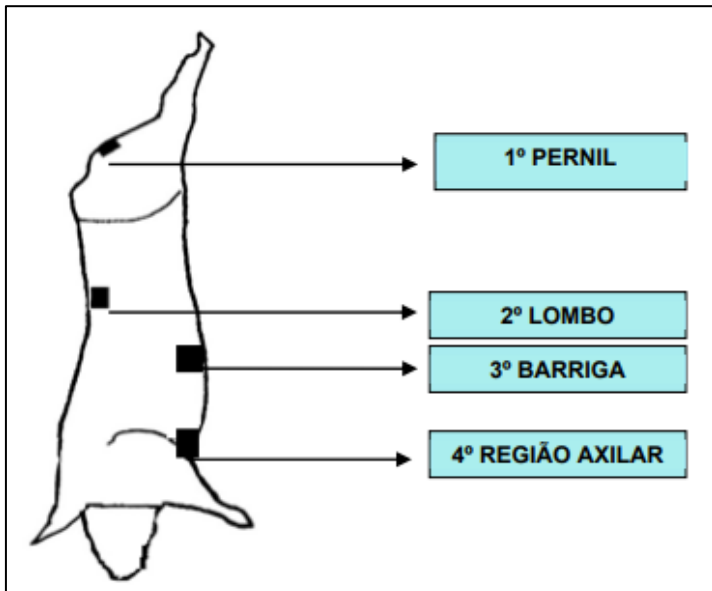 1º PERNIL
2º LOMBO
3º BARRIGA
4º REGIÃO AXILAR